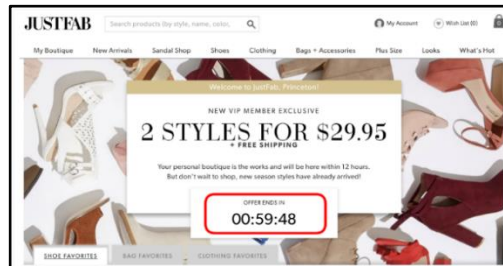 JUSTFAB
Search products (by style, name, color,
My Account
Wish List (0)
My Boutique New Arrivals Sandal Shop Shoes Clothing Bags + Accessories Plus Size Looks What's Hot
Welcome to JustFab, Princeton!
NEW VIP MEMBER EXCLUSIVE
2 STYLES FOR $29.95
+ FREE SHIPPING
Your personal boutique is the works and will be here within 12 hours.
But don't wait to shop, new season styles have already arrived!
OFFER ENDS IN
00:59:48
SHOE FAVORITES BAG FAVORITES CLOTHING FAVORITES